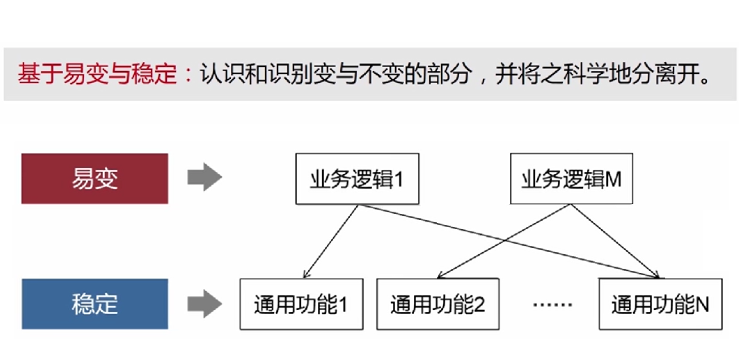 基于易变与稳定：认识和识别变与不变的部分，并将之科学地分离开。
易变
业务逻辑1
业务逻辑M
稳定
通用功能1
通用功能2
……
通用功能N